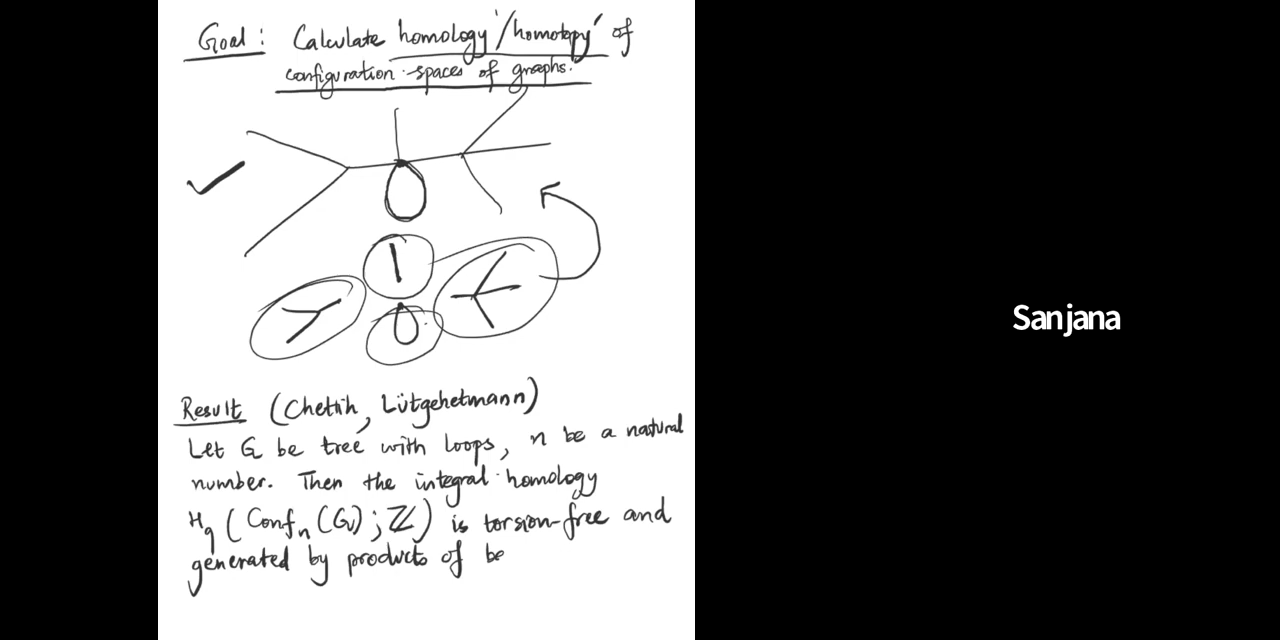 Goal: Calculate homology/'homotopy' of
configuration spaces of graphs.
Result (Chettih, Lütgehetmann)
Let G be tree with loops, n be a natural
number. Then the integral homology
Hq (Confn (G); ℤ) is torsion-free and
generated by products of be
Sanjana